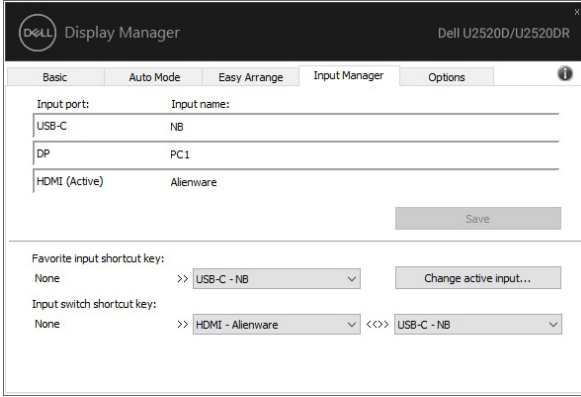 DELL Display Manager Dell U2520D/U2520DR
Basic Auto Mode Easy Arrange Input Manager Options
Input port: Input name:
USB-C NB
DP PC1
HDMI (Active) Alienware
Save
Favorite input shortcut key:
None >> USB-C - NB Change active input...
Input switch shortcut key:
None >> HDMI - Alienware <<>> USB-C - NB